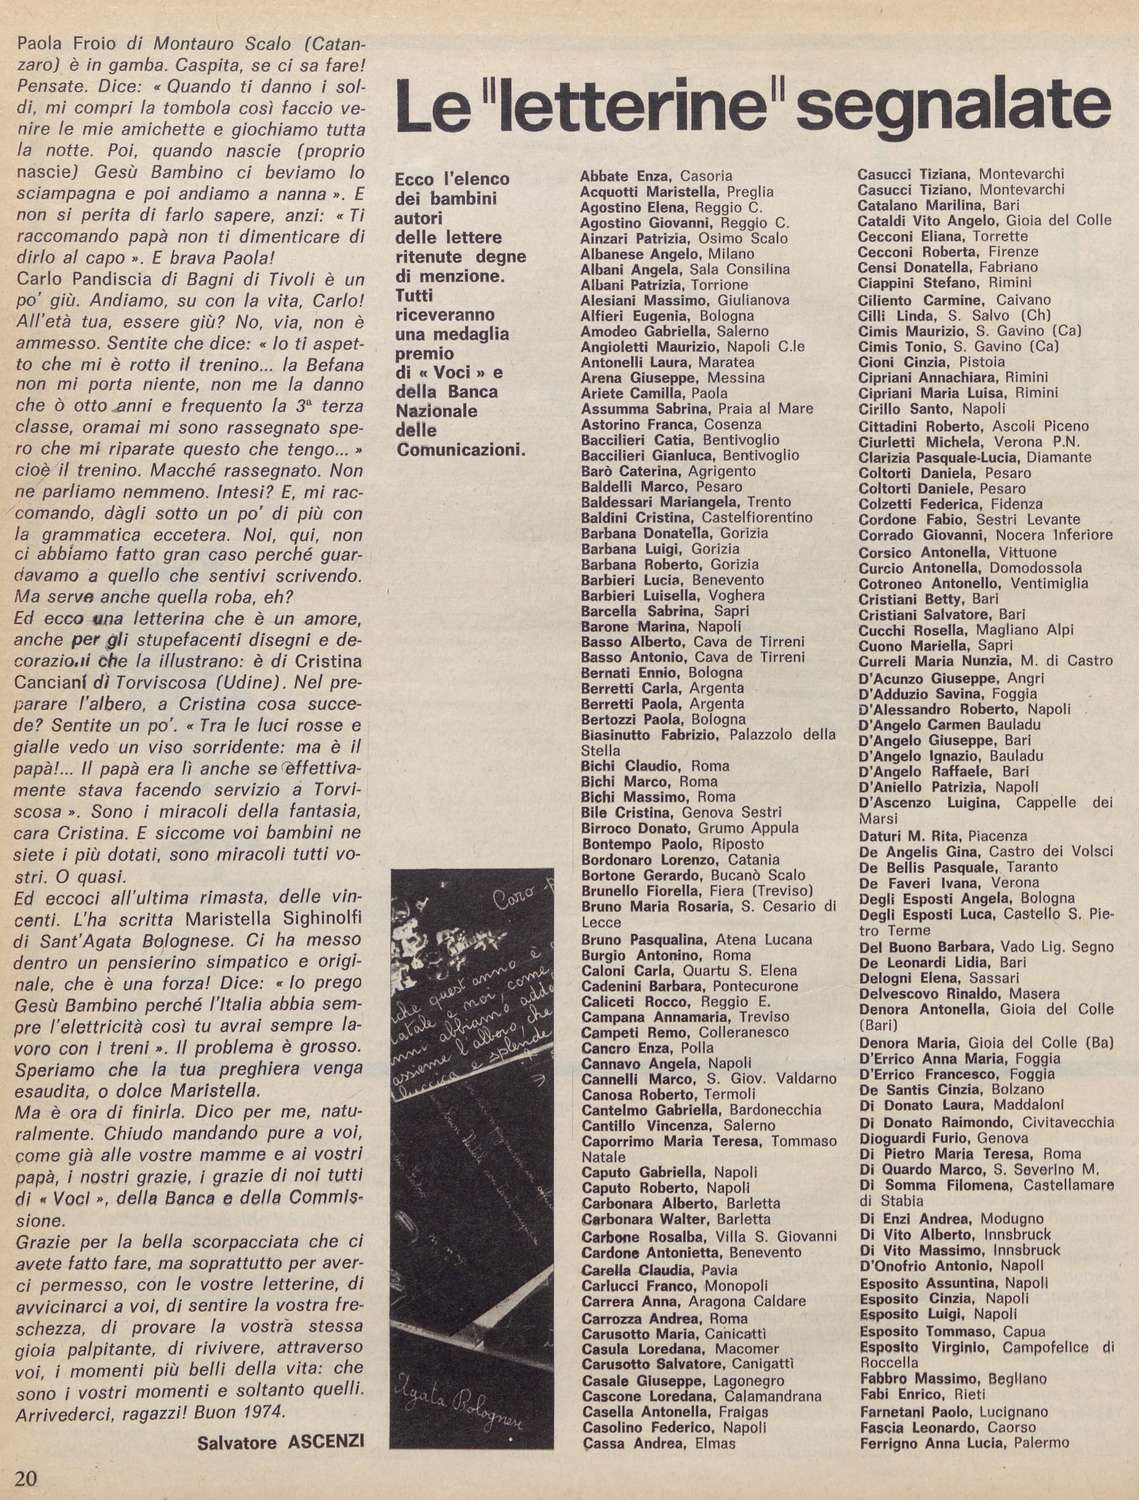 Paola Froio di Montauro Scalo (Catan-
zaro) è in gamba. Caspita, se ci sa fare!
Pensate. Dice: « Quando ti danno i sol-
di, mi compri la tombola così faccio ve-
nire le mie amichette e giochiamo tutta
la notte. Poi, quando nascie (proprio
nascie) Gesù Bambino ci beviamo lo
sciampagna e poi andiamo a nanna ». E
non si perita di farlo sapere, anzi: « Ti
raccomando papà non ti dimenticare di
dirlo al capo ». E brava Paola!
Carlo Pandiscia di Bagni di Tivoli è un
po' giù. Andiamo, su con la vita, Carlo!
All'età tua, essere giù? No, via, non è
ammesso. Sentite che dice: « Io ti aspet-
to che mi è rotto il trenino... la Befana
non mi porta niente, non me la danno
che ò otto anni e frequento la 3ª terza
classe, oramai mi sono rassegnato spe-
ro che mi riparate questo che tengo... »
cioè il trenino. Macché rassegnato. Non
ne parliamo nemmeno. Intesi? E, mi rac-
comando, dàgli sotto un po' di più con
la grammatica eccetera. Noi, qui, non
ci abbiamo fatto gran caso perché guar-
davamo a quello che sentivi scrivendo.
Ma serve anche quella roba, eh?
Ed ecco una letterina che è un amore,
anche per gli stupefacenti disegni e de-
corazioni che la illustrano: è di Cristina
Canciani di Torviscosa (Udine). Nel pre-
parare l'albero, a Cristina cosa succe-
de? Sentite un po'. « Tra le luci rosse e
gialle vedo un viso sorridente: ma è il
papà!... Il papà era lì anche se effettiva-
mente stava facendo servizio a Torvi-
scosa ». Sono i miracoli della fantasia,
cara Cristina. E siccome voi bambini ne
siete i più dotati, sono miracoli tutti vo-
stri. O quasi.
Ed eccoci all'ultima rimasta, delle vin-
centi. L'ha scritta Maristella Sighinolfi
di Sant'Agata Bolognese. Ci ha messo
dentro un pensierino simpatico e origi-
nale, che è una forza! Dice: « Io prego
Gesù Bambino perché l'Italia abbia sem-
pre l'elettricità così tu avrai sempre la-
voro con i treni ». Il problema è grosso.
Speriamo che la tua preghiera venga
esaudita, o dolce Maristella.
Ma è ora di finirla. Dico per me, natu-
ralmente. Chiudo mandando pure a voi,
come già alle vostre mamme e ai vostri
papà, i nostri grazie, i grazie di noi tutti
di « Voci », della Banca e della Commis-
sione.
Grazie per la bella scorpacciata che ci
avete fatto fare, ma soprattutto per aver-
ci permesso, con le vostre letterine, di
avvicinarci a voi, di sentire la vostra fre-
schezza, di provare la vostra stessa
gioia palpitante, di rivivere, attraverso
voi, i momenti più belli della vita: che
sono i vostri momenti e soltanto quelli.
Arrivederci, ragazzi! Buon 1974.
Salvatore ASCENZI
20
Le "letterine" segnalate
Ecco l'elenco
dei bambini
autori
delle lettere
ritenute degne
di menzione.
Tutti
riceveranno
una medaglia
premio
di « Voci » e
della Banca
Nazionale
delle
Comunicazioni.
Caro
che quest'anno è
natale e noi, come
anni abbiamo addo
assieme l'albero, che
luccica e splende
Agata Bolognese
Abbate Enza, Casoria
Acquotti Maristella, Preglia
Agostino Elena, Reggio C.
Agostino Giovanni, Reggio C.
Ainzari Patrizia, Osimo Scalo
Albanese Angelo, Milano
Albani Angela, Sala Consilina
Albani Patrizia, Torrione
Alesiani Massimo, Giulianova
Alfieri Eugenia, Bologna
Amodeo Gabriella, Salerno
Angioletti Maurizio, Napoli C.le
Antonelli Laura, Maratea
Arena Giuseppe, Messina
Ariete Camilla, Paola
Assumma Sabrina, Praia al Mare
Astorino Franca, Cosenza
Baccilieri Catia, Bentivoglio
Baccilieri Gianluca, Bentivoglio
Barò Caterina, Agrigento
Baldelli Marco, Pesaro
Baldessari Mariangela, Trento
Baldini Cristina, Castelfiorentino
Barbana Donatella, Gorizia
Barbana Luigi, Gorizia
Barbana Roberto, Gorizia
Barbieri Lucia, Benevento
Barbieri Luisella, Voghera
Barcella Sabrina, Sapri
Barone Marina, Napoli
Basso Alberto, Cava de Tirreni
Basso Antonio, Cava de Tirreni
Bernati Ennio, Bologna
Berretti Carla, Argenta
Berretti Paola, Argenta
Bertozzi Paola, Bologna
Biasinutto Fabrizio, Palazzolo della
Stella
Bichi Claudio, Roma
Bichi Marco, Roma
Bichi Massimo, Roma
Bile Cristina, Genova Sestri
Birroco Donato, Grumo Appula
Bontempo Paolo, Riposto
Bordonaro Lorenzo, Catania
Bortone Gerardo, Bucanò Scalo
Brunello Fiorella, Fiera (Treviso)
Bruno Maria Rosaria, S. Cesario di
Lecce
Bruno Pasqualina, Atena Lucana
Burgio Antonino, Roma
Caloni Carla, Quartu S. Elena
Cadenini Barbara, Pontecurone
Caliceti Rocco, Reggio E.
Campana Annamaria, Treviso
Campeti Remo, Colleranesco
Cancro Enza, Polla
Cannavo Angela, Napoli
Cannelli Marco, S. Giov. Valdarno
Canosa Roberto, Termoli
Cantelmo Gabriella, Bardonecchia
Cantillo Vincenza, Salerno
Caporrimo Maria Teresa, Tommaso
Natale
Caputo Gabriella, Napoli
Caputo Roberto, Napoli
Carbonara Alberto, Barletta
Carbonara Walter, Barletta
Carbone Rosalba, Villa S. Giovanni
Cardone Antonietta, Benevento
Carella Claudia, Pavia
Carlucci Franco, Monopoli
Carrera Anna, Aragona Caldare
Carrozza Andrea, Roma
Carusotto Maria, Canicattì
Casula Loredana, Macomer
Carusotto Salvatore, Canigattì
Casale Giuseppe, Lagonegro
Cascone Loredana, Calamandrana
Casella Antonella, Fraigas
Casolino Federico, Napoli
Cassa Andrea, Elmas
Casucci Tiziana, Montevarchi
Casucci Tiziano, Montevarchi
Catalano Marilina, Bari
Cataldi Vito Angelo, Gioia del Colle
Cecconi Eliana, Torrette
Cecconi Roberta, Firenze
Censi Donatella, Fabriano
Ciappini Stefano, Rimini
Ciliento Carmine, Caivano
Cilli Linda, S. Salvo (Ch)
Cimis Maurizio, S. Gavino (Ca)
Cimis Tonio, S. Gavino (Ca)
Cioni Cinzia, Pistoia
Cipriani Annachiara, Rimini
Cipriani Maria Luisa, Rimini
Cirillo Santo, Napoli
Cittadini Roberto, Ascoli Piceno
Ciurletti Michela, Verona P.N.
Clarizia Pasquale-Lucia, Diamante
Coltorti Daniela, Pesaro
Coltorti Daniele, Pesaro
Colzetti Federica, Fidenza
Cordone Fabio, Sestri Levante
Corrado Giovanni, Nocera Inferiore
Corsico Antonella, Vittuone
Curcio Antonella, Domodossola
Cotroneo Antonello, Ventimiglia
Cristiani Betty, Bari
Cristiani Salvatore, Bari
Cucchi Rosella, Magliano Alpi
Cuono Mariella, Sapri
Curreli Maria Nunzia, M. di Castro
D'Acunzo Giuseppe, Angri
D'Adduzio Savina, Foggia
D'Alessandro Roberto, Napoli
D'Angelo Carmen Bauladu
D'Angelo Giuseppe, Bari
D'Angelo Ignazio, Bauladu
D'Angelo Raffaele, Bari
D'Aniello Patrizia, Napoli
D'Ascenzo Luigina, Cappelle dei
Marsi
Daturi M. Rita, Piacenza
De Angelis Gina, Castro dei Volsci
De Bellis Pasquale, Taranto
De Faveri Ivana, Verona
Degli Esposti Angela, Bologna
Degli Esposti Luca, Castello S. Pie-
tro Terme
Del Buono Barbara, Vado Lig. Segno
De Leonardi Lidia, Bari
Delogni Elena, Sassari
Delvescovo Rinaldo, Masera
Denora Antonella, Gioia del Colle
(Bari)
Denora Maria, Gioia del Colle (Ba)
D'Errico Anna Maria, Foggia
D'Errico Francesco, Foggia
De Santis Cinzia, Bolzano
Di Donato Laura, Maddaloni
Di Donato Raimondo, Civitavecchia
Dioguardi Furio, Genova
Di Pietro Maria Teresa, Roma
Di Quardo Marco, S. Severino M.
Di Somma Filomena, Castellamare
di Stabia
Di Enzi Andrea, Modugno
Di Vito Alberto, Innsbruck
Di Vito Massimo, Innsbruck
D'Onofrio Antonio, Napoli
Esposito Assuntina, Napoli
Esposito Cinzia, Napoli
Esposito Luigi, Napoli
Esposito Tommaso, Capua
Esposito Virginio, Campofelice di
Roccella
Fabbro Massimo, Begliano
Fabi Enrico, Rieti
Farnetani Paolo, Lucignano
Fascia Leonardo, Caorso
Ferrigno Anna Lucia, Palermo